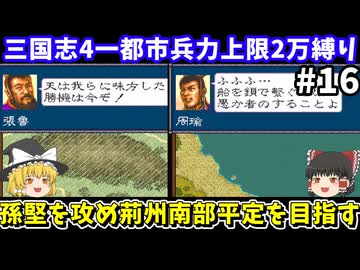 三国志4一都市兵力上限2万縛り
#16
天は我らに味方した
勝機は今ぞ!
張魯
ふふふ…
船を鎖で繋ぐなど
愚か者のすることよ
周瑜
孫堅を攻め荊州南部平定を目指す